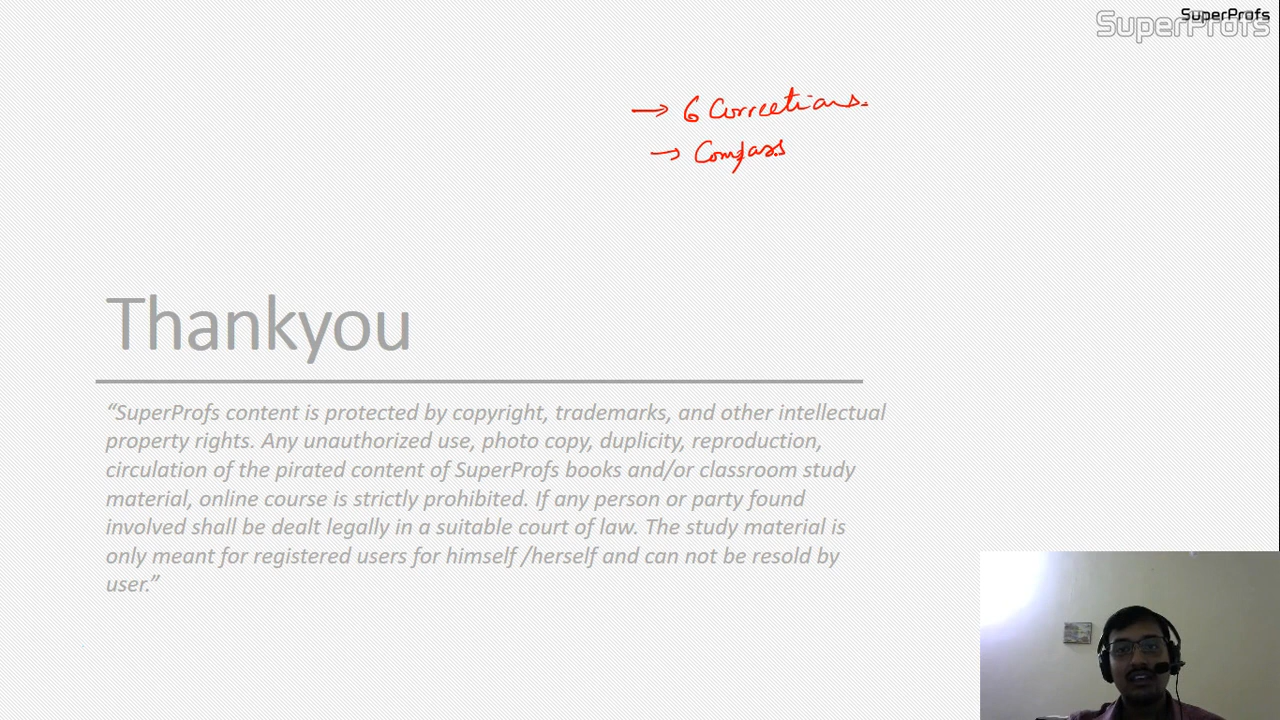 SuperProfs
SuperProfs
→ 6 Corrections.
→ Compass
Thankyou
“SuperProfs content is protected by copyright, trademarks, and other intellectual
property rights. Any unauthorized use, photo copy, duplicity, reproduction,
circulation of the pirated content of SuperProfs books and/or classroom study
material, online course is strictly prohibited. If any person or party found
involved shall be dealt legally in a suitable court of law. The study material is
only meant for registered users for himself /herself and can not be resold by
user.”